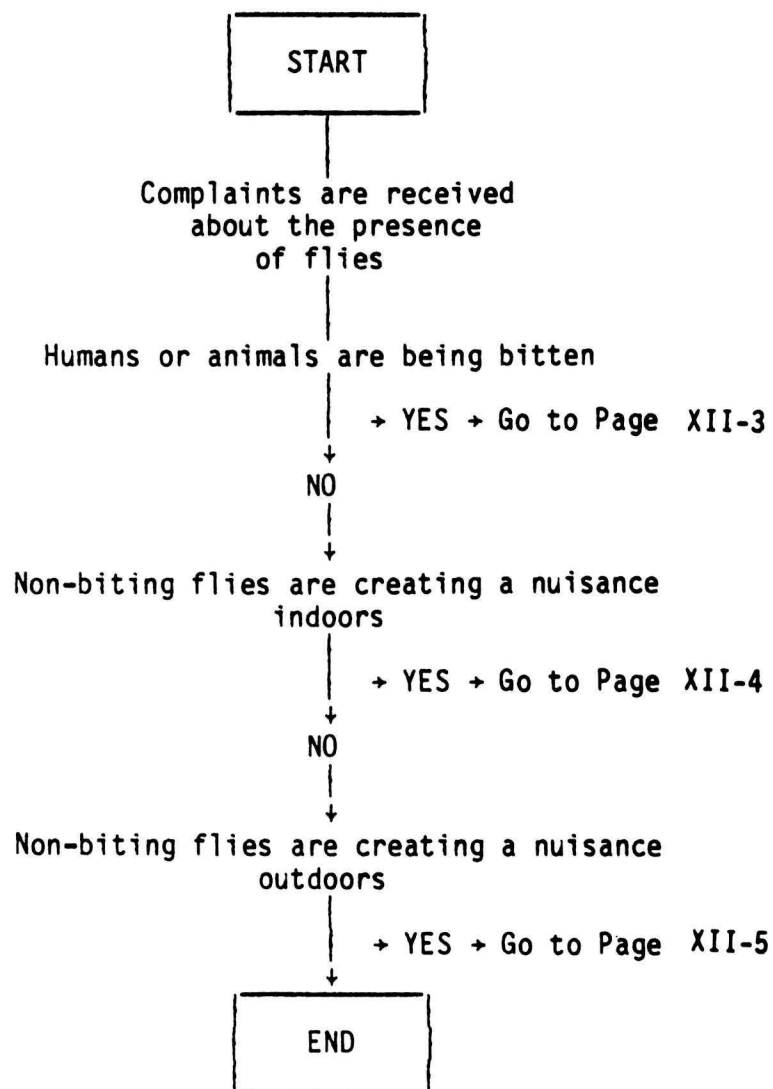 START
Complaints are received
about the presence
of flies
Humans or animals are being bitten
→ YES → Go to Page XII-3
NO
Non-biting flies are creating a nuisance
indoors
→ YES → Go to Page XII-4
NO
Non-biting flies are creating a nuisance
outdoors
→ YES → Go to Page XII-5
END